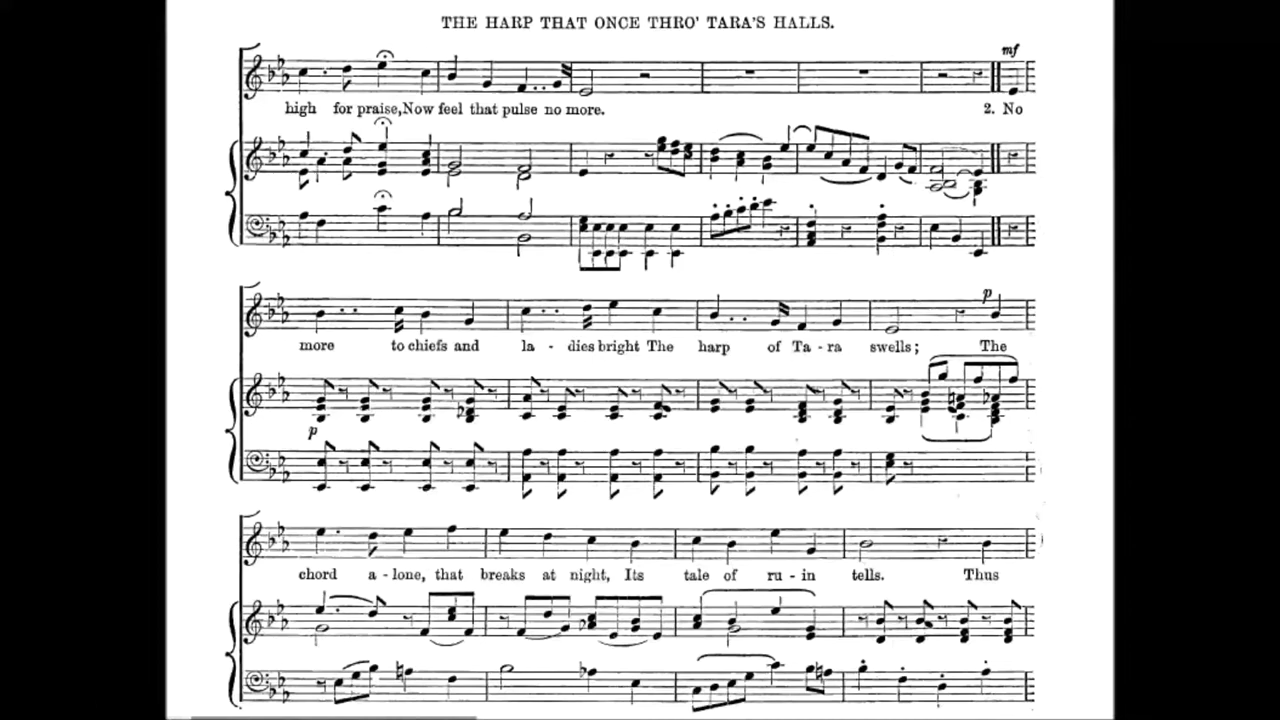 THE HARP THAT ONCE THRO' TARA'S HALLS.
mf
high for praise, Now feel that pulse no more. 2. No
p
more to chiefs and la - dies bright The harp of Ta - ra swells; The
p
chord a - lone, that breaks at night, Its tale of ru - in tells. Thus